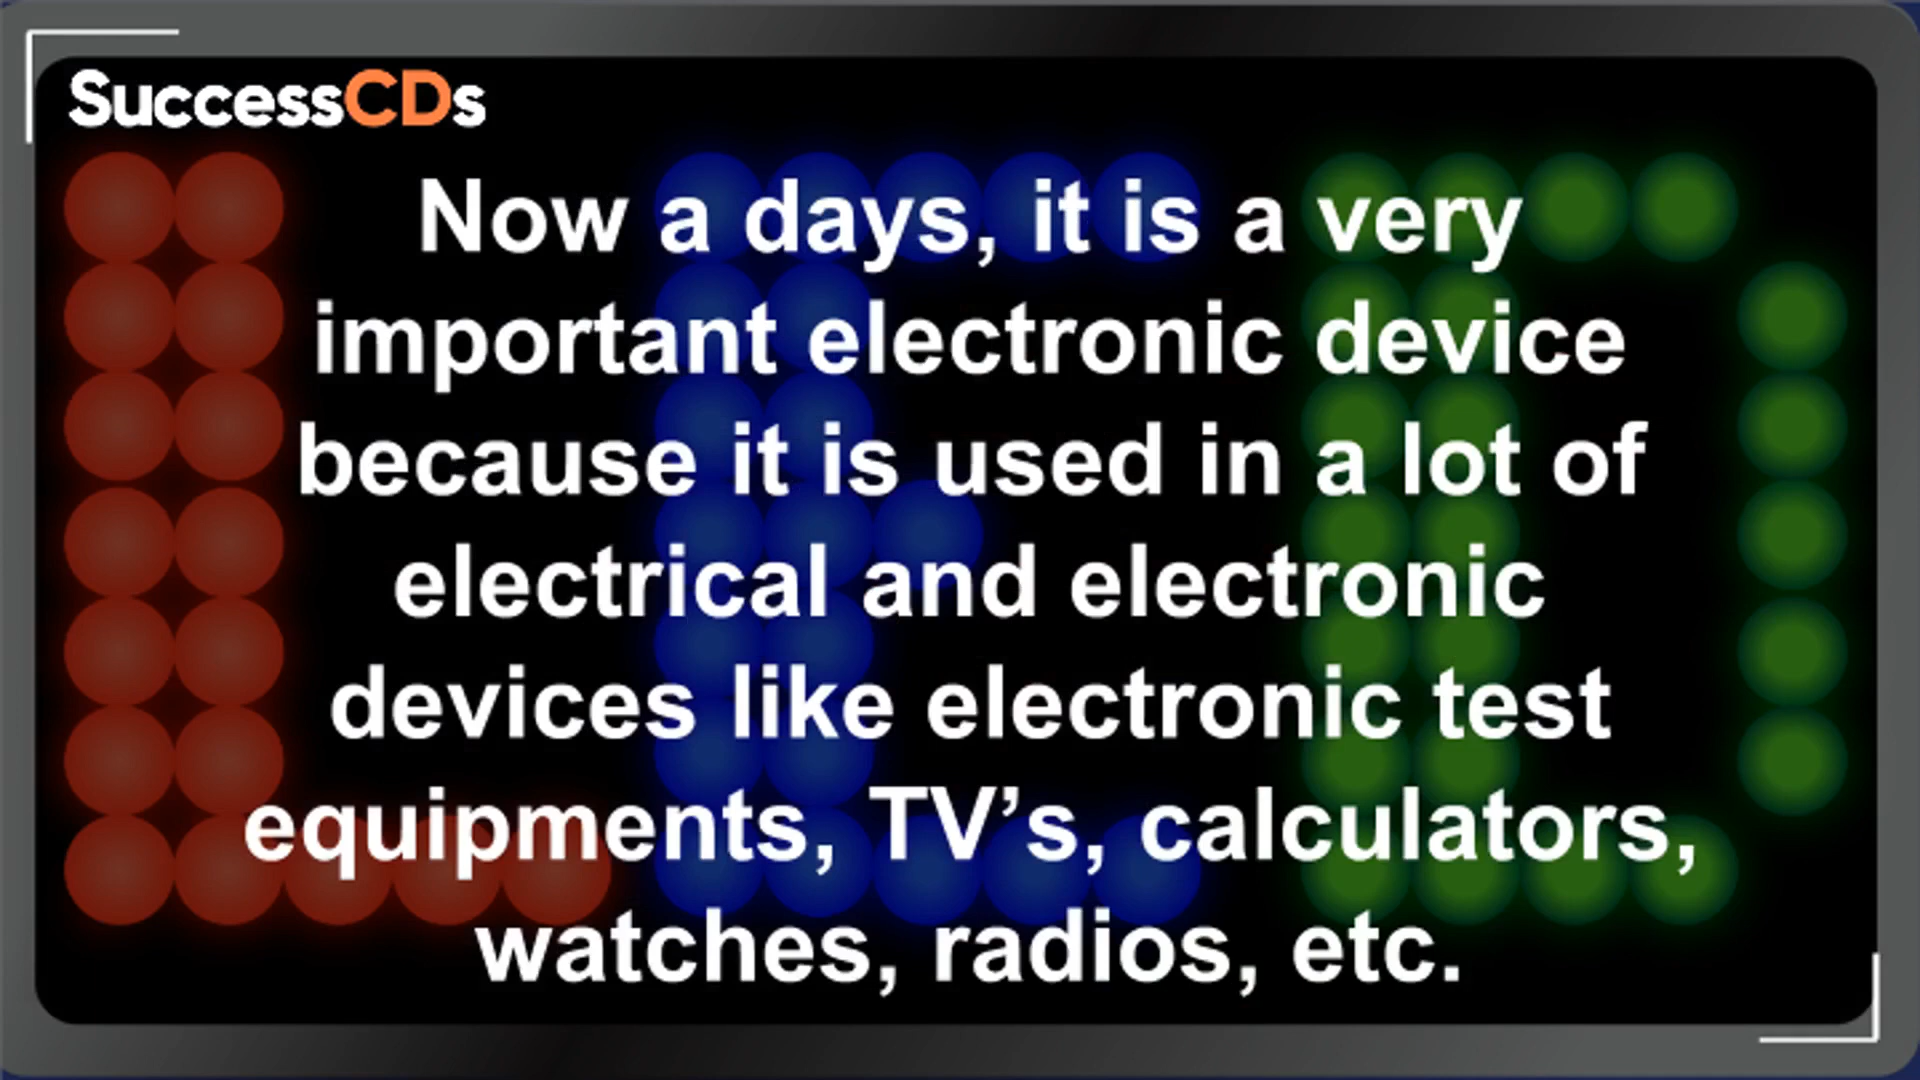 SuccessCDs
Now a days, it is a very
important electronic device
because it is used in a lot of
electrical and electronic
devices like electronic test
equipments, TV’s, calculators,
watches, radios, etc.
LED